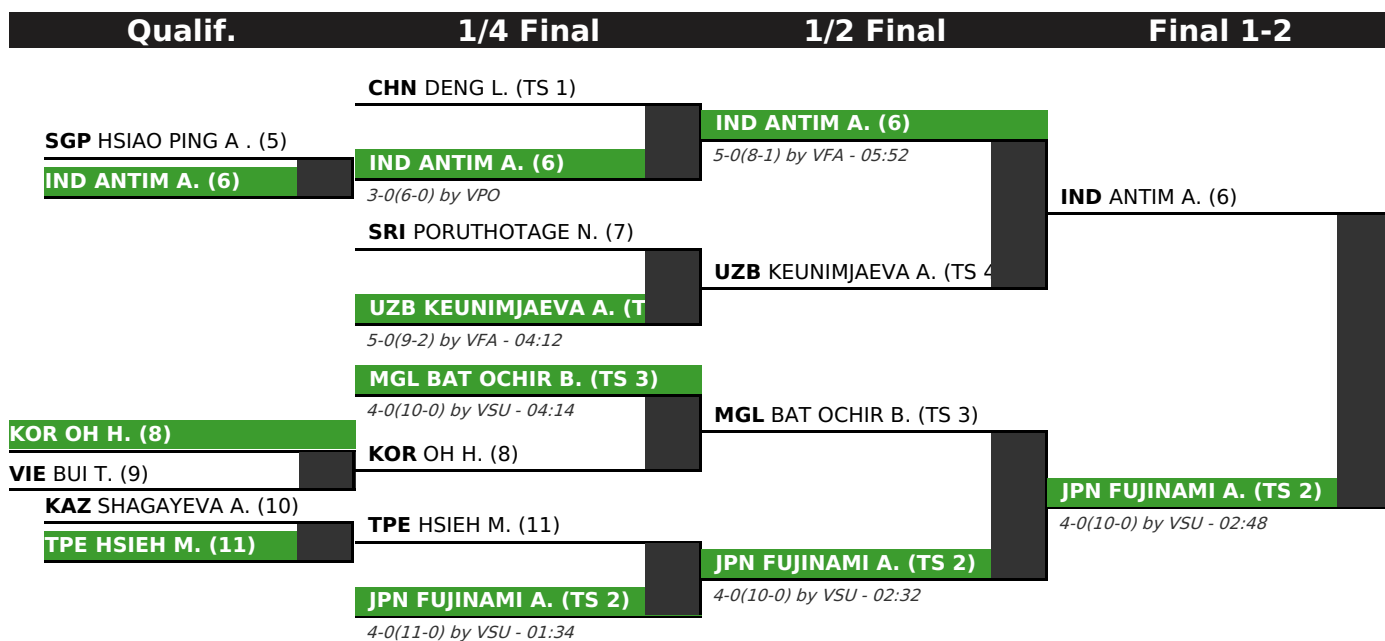 Qualif.
1/4 Final
1/2 Final
Final 1-2
SGP HSIAO PING A . (5)
IND ANTIM A. (6)
KOR OH H. (8)
VIE BUI T. (9)
KAZ SHAGAYEVA A. (10)
TPE HSIEH M. (11)
CHN DENG L. (TS 1)
IND ANTIM A. (6)
3-0(6-0) by VPO
SRI PORUTHOTAGE N. (7)
UZB KEUNIMJAEVA A. (T
5-0(9-2) by VFA - 04:12
MGL BAT OCHIR B. (TS 3)
4-0(10-0) by VSU - 04:14
KOR OH H. (8)
TPE HSIEH M. (11)
JPN FUJINAMI A. (TS 2)
4-0(11-0) by VSU - 01:34
IND ANTIM A. (6)
5-0(8-1) by VFA - 05:52
UZB KEUNIMJAEVA A. (TS 4
MGL BAT OCHIR B. (TS 3)
JPN FUJINAMI A. (TS 2)
4-0(10-0) by VSU - 02:32
IND ANTIM A. (6)
JPN FUJINAMI A. (TS 2)
4-0(10-0) by VSU - 02:48